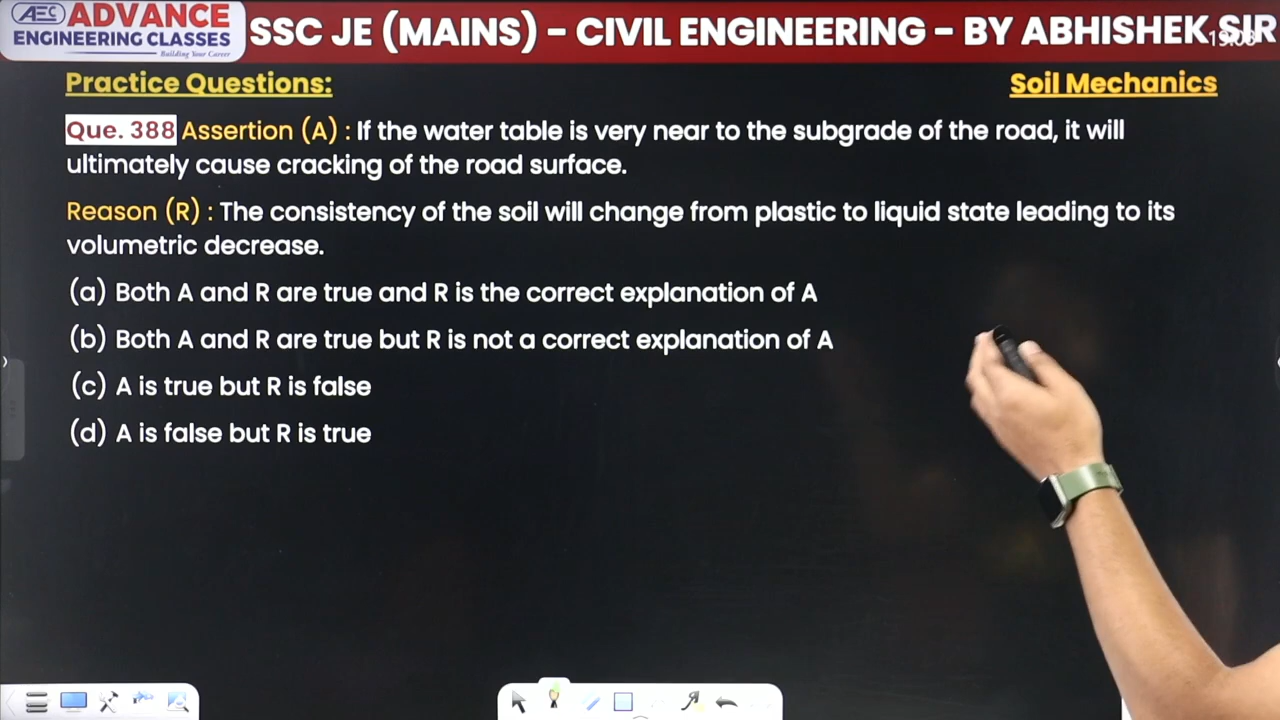 AEC ADVANCE
ENGINEERING CLASSES
Building Your Career
SSC JE (MAINS) - CIVIL ENGINEERING - BY ABHISHEK SIR
Practice Questions:
Soil Mechanics
Que. 388 Assertion (A) : If the water table is very near to the subgrade of the road, it will
ultimately cause cracking of the road surface.
Reason (R) : The consistency of the soil will change from plastic to liquid state leading to its
volumetric decrease.
(a) Both A and R are true and R is the correct explanation of A
(b) Both A and R are true but R is not a correct explanation of A
(c) A is true but R is false
(d) A is false but R is true